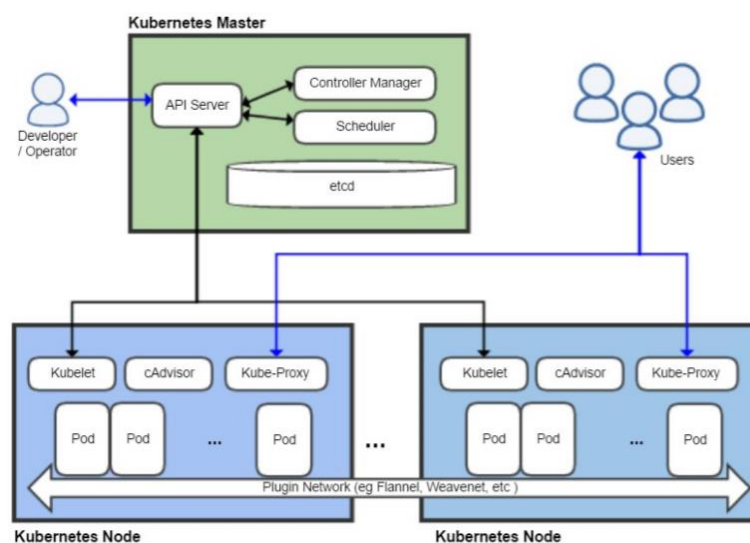 Kubernetes Master
API Server
Controller Manager
Scheduler
etcd
Developer
/ Operator
Users
Kubelet
cAdvisor
Kube-Proxy
Pod
Pod
...
Pod
...
Kubelet
cAdvisor
Kube-Proxy
Pod
Pod
...
Pod
Plugin Network (eg Flannel, Weavenet, etc )
Kubernetes Node
Kubernetes Node